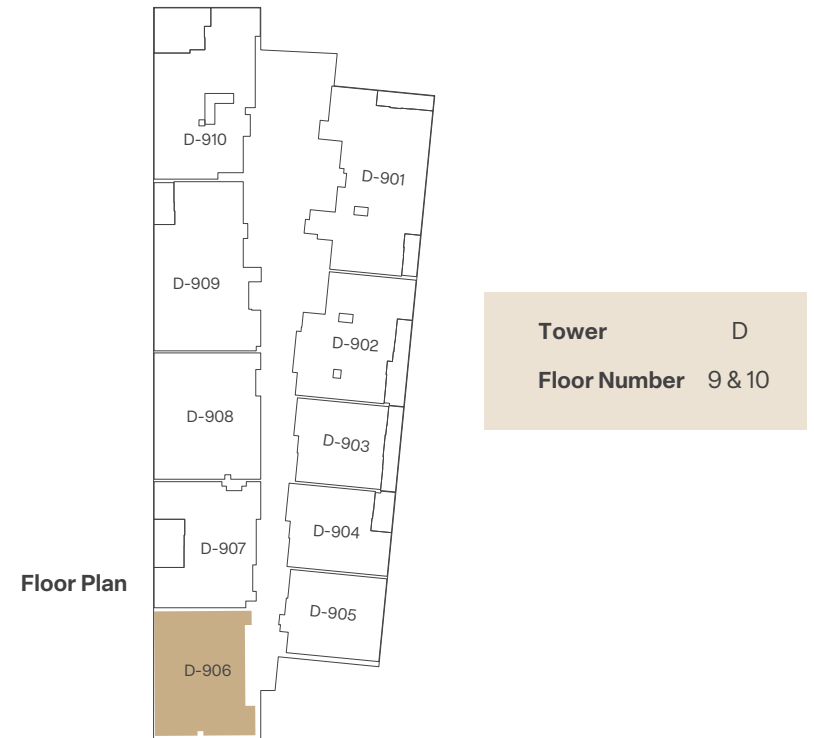 D-910
D-901
D-909
D-902
Tower D
Floor Number 9 & 10
D-908
D-903
D-904
D-907
Floor Plan
D-905
D-906